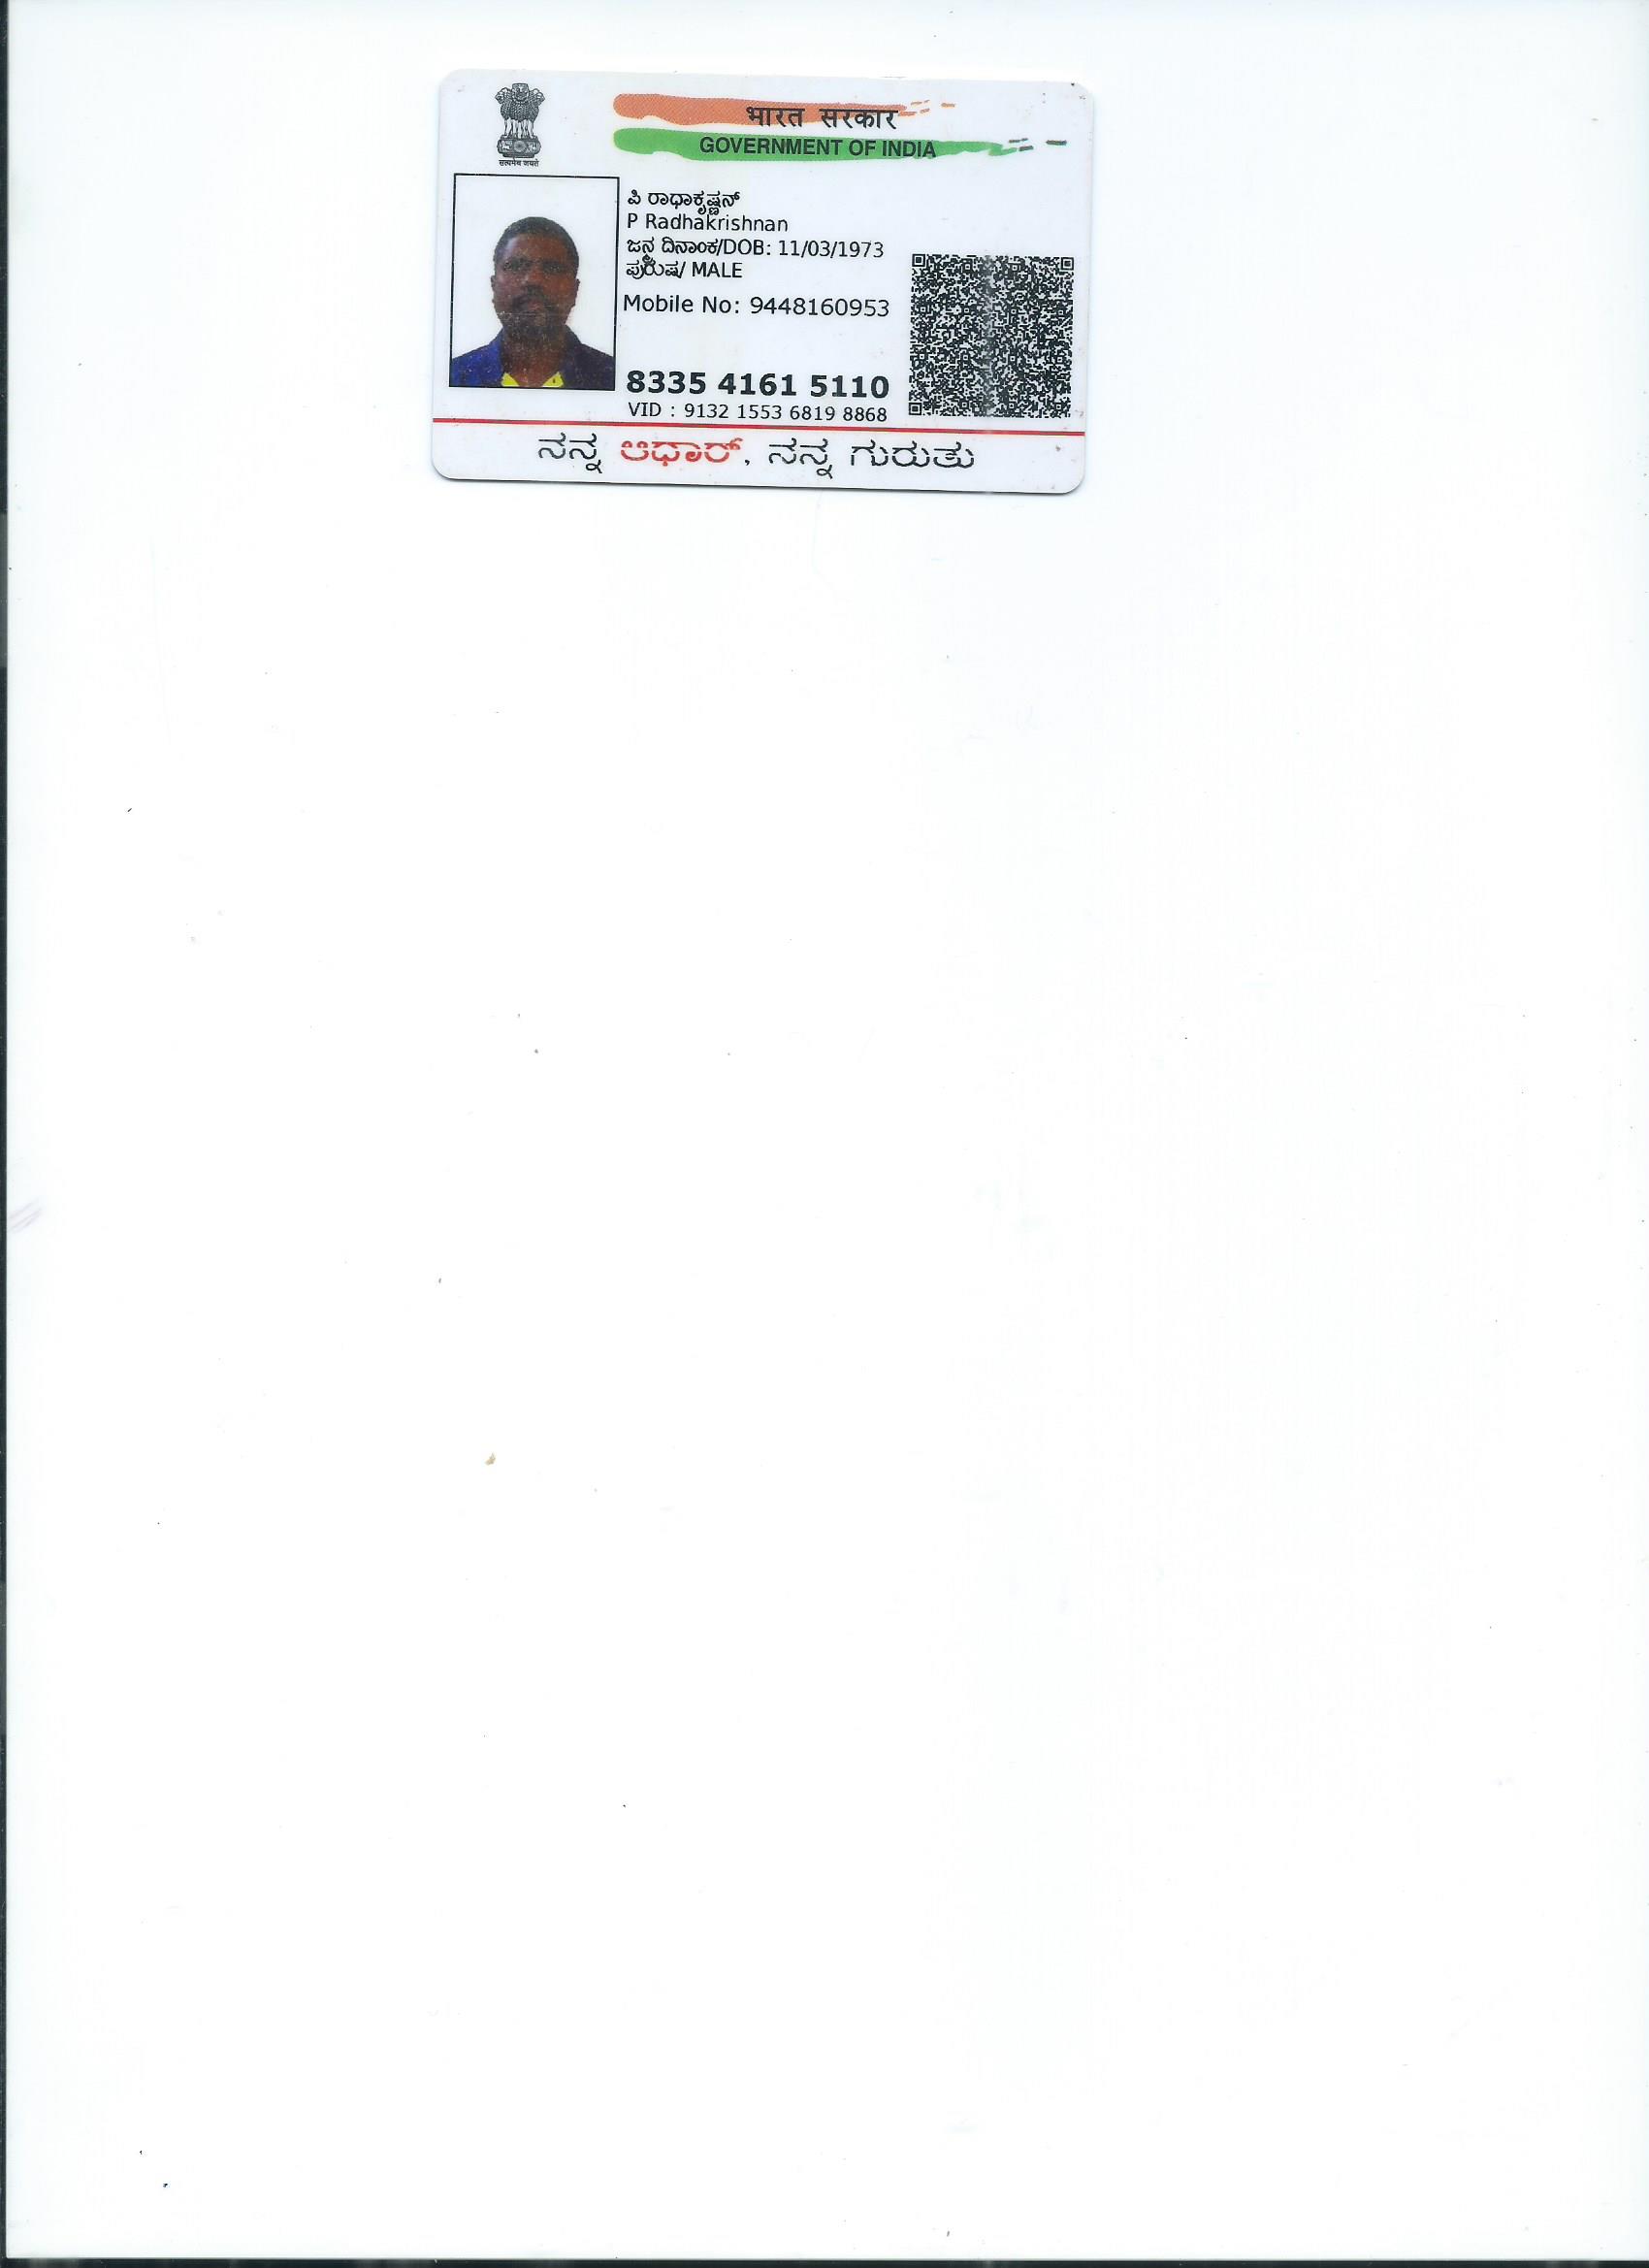 सत्यमेव जयते
भारत सरकार
GOVERNMENT OF INDIA
ಪಿ ರಾಧಾಕೃಷ್ಣನ್
P Radhakrishnan
ಜನ್ಮ ದಿನಾಂಕ/DOB: 11/03/1973
ಪುರುಷ/ MALE
Mobile No: 9448160953
8335 4161 5110
VID : 9132 1553 6819 8868
ನನ್ನ ಆಧಾರ್, ನನ್ನ ಗುರುತು